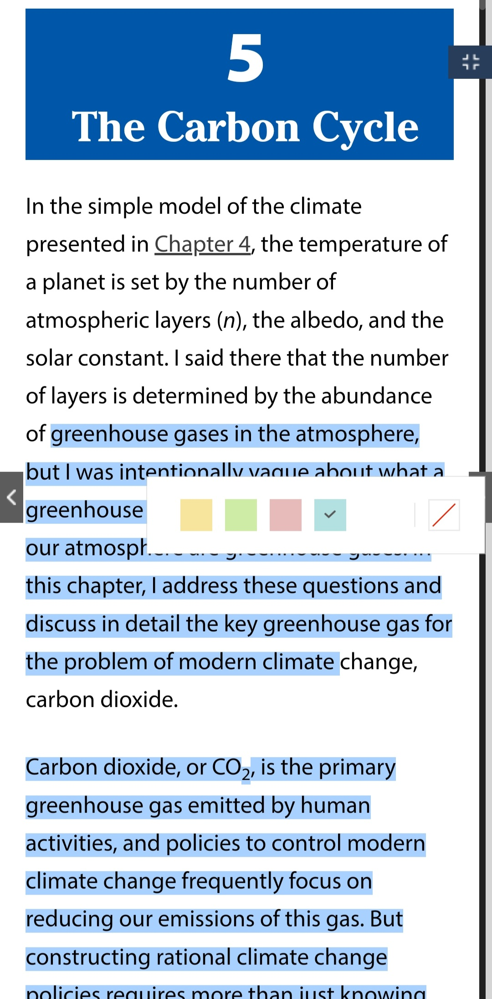 5
The Carbon Cycle
In the simple model of the climate
presented in Chapter 4, the temperature of
a planet is set by the number of
atmospheric layers (n), the albedo, and the
solar constant. I said there that the number
of layers is determined by the abundance
of greenhouse gases in the atmosphere,
but I was intentionally vague about what a
greenhouse
our atmosphere are greenhouse gases. In
this chapter, I address these questions and
discuss in detail the key greenhouse gas for
the problem of modern climate change,
carbon dioxide.
Carbon dioxide, or CO₂, is the primary
greenhouse gas emitted by human
activities, and policies to control modern
climate change frequently focus on
reducing our emissions of this gas. But
constructing rational climate change
policies requires more than just knowing